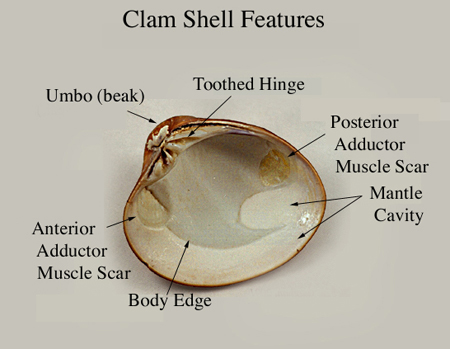 Clam Shell Features
Toothed Hinge
Umbo (beak)
Posterior
Adductor
Muscle Scar
Mantle
Cavity
Anterior
Adductor
Muscle Scar
Body Edge